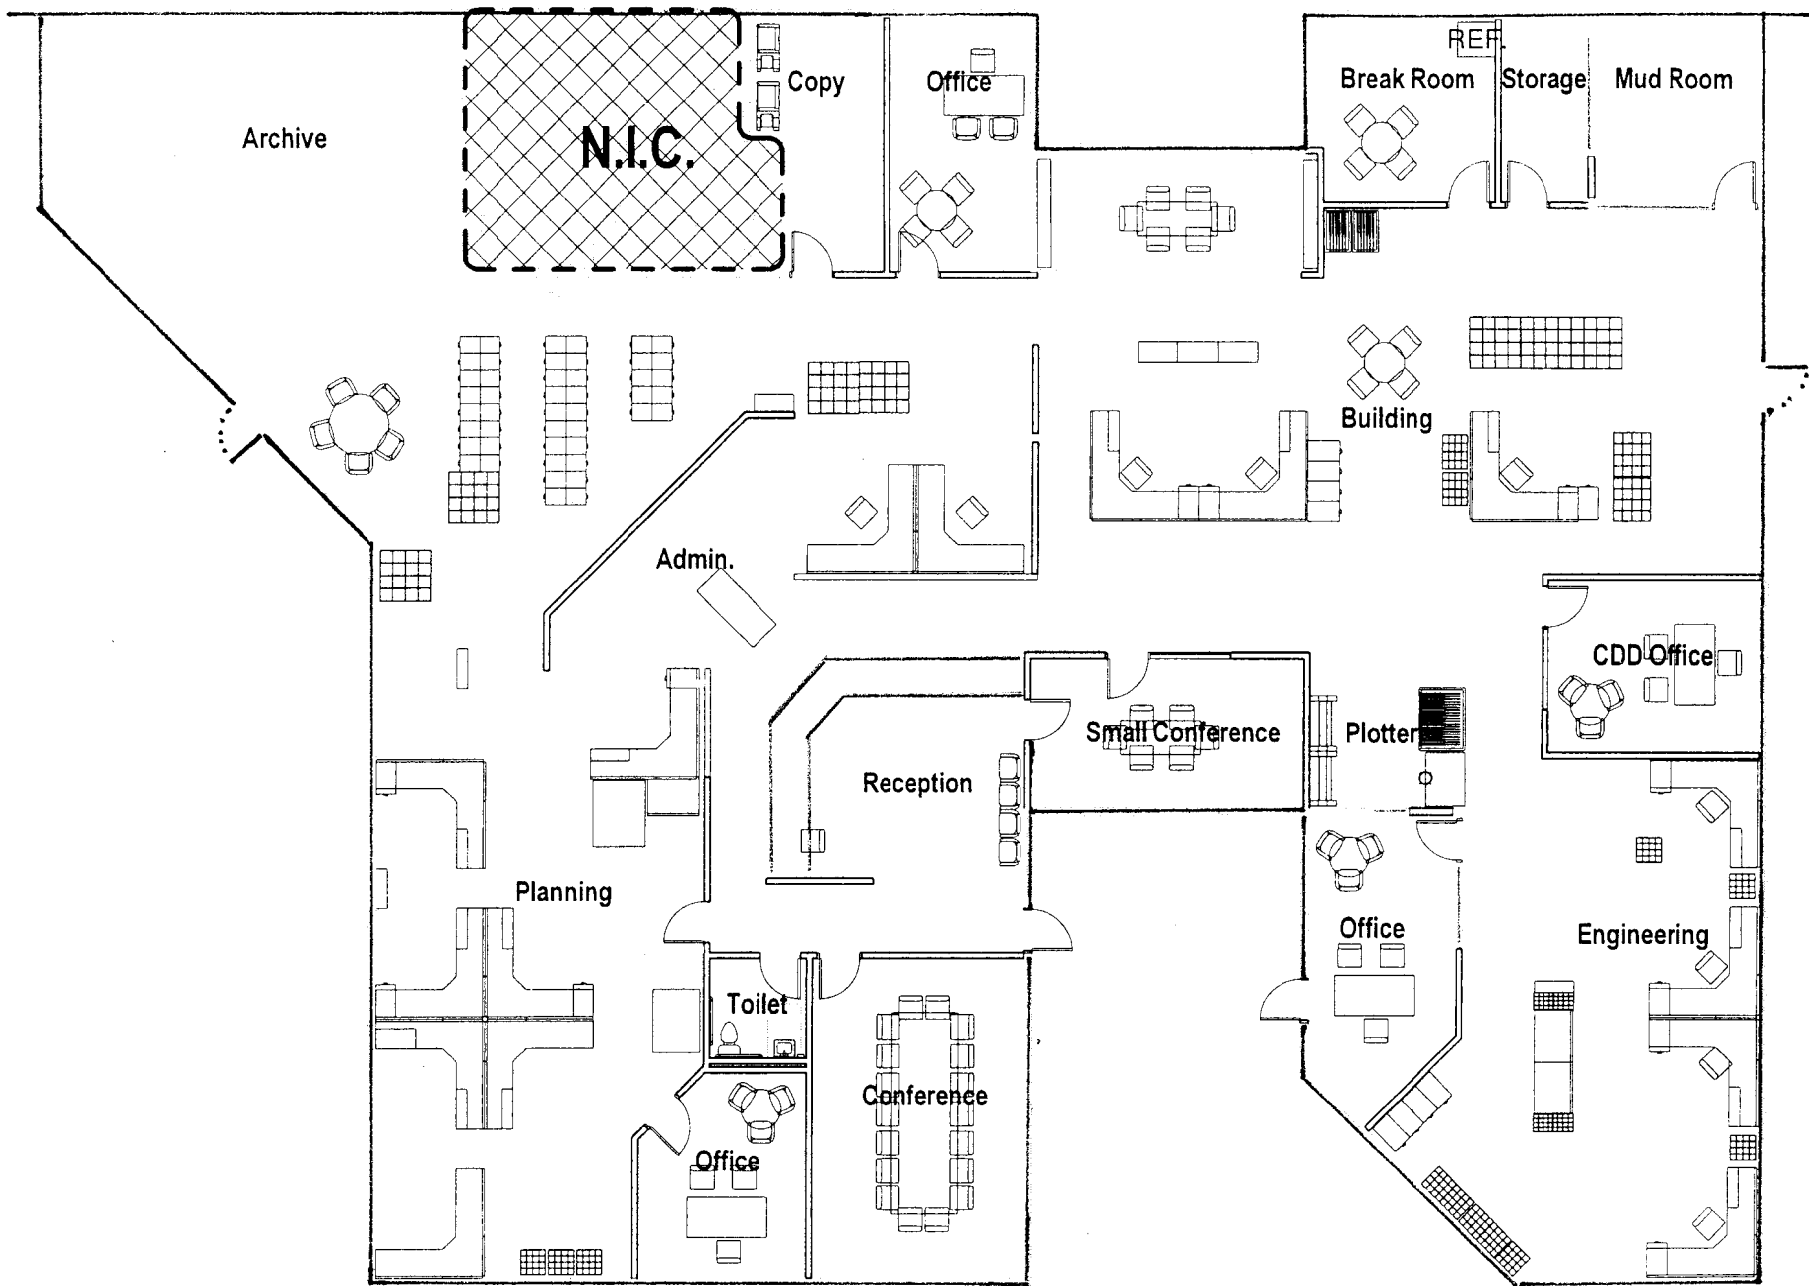 REF.
Copy
Office
Break Room
Storage
Mud Room
Archive
N.I.C.
Building
Admin.
CDD Office
Small Conference
Plotter
Reception
Planning
Office
Engineering
Toilet
Conference
Office